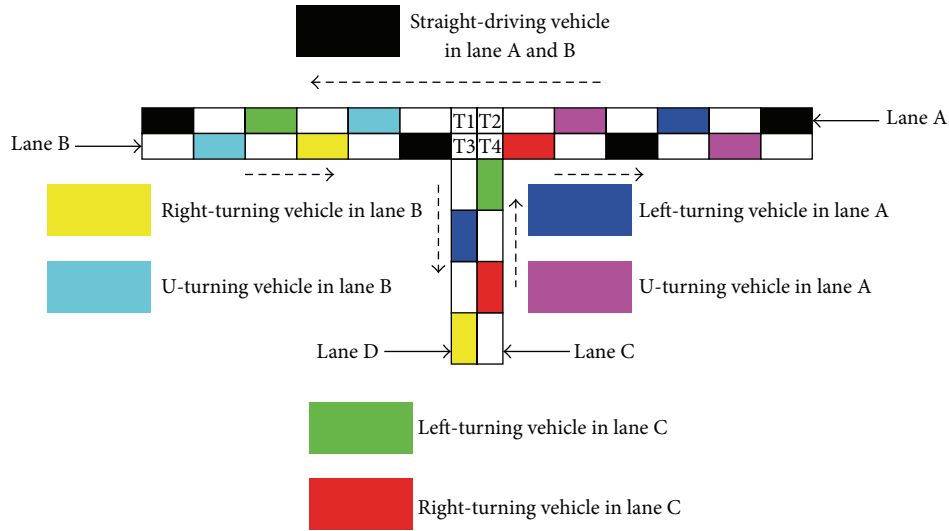 Straight-driving vehicle
in lane A and B
T1 T2
Lane A
Lane B
T3 T4
Right-turning vehicle in lane B
Left-turning vehicle in lane A
U-turning vehicle in lane B
U-turning vehicle in lane A
Lane D
Lane C
Left-turning vehicle in lane C
Right-turning vehicle in lane C